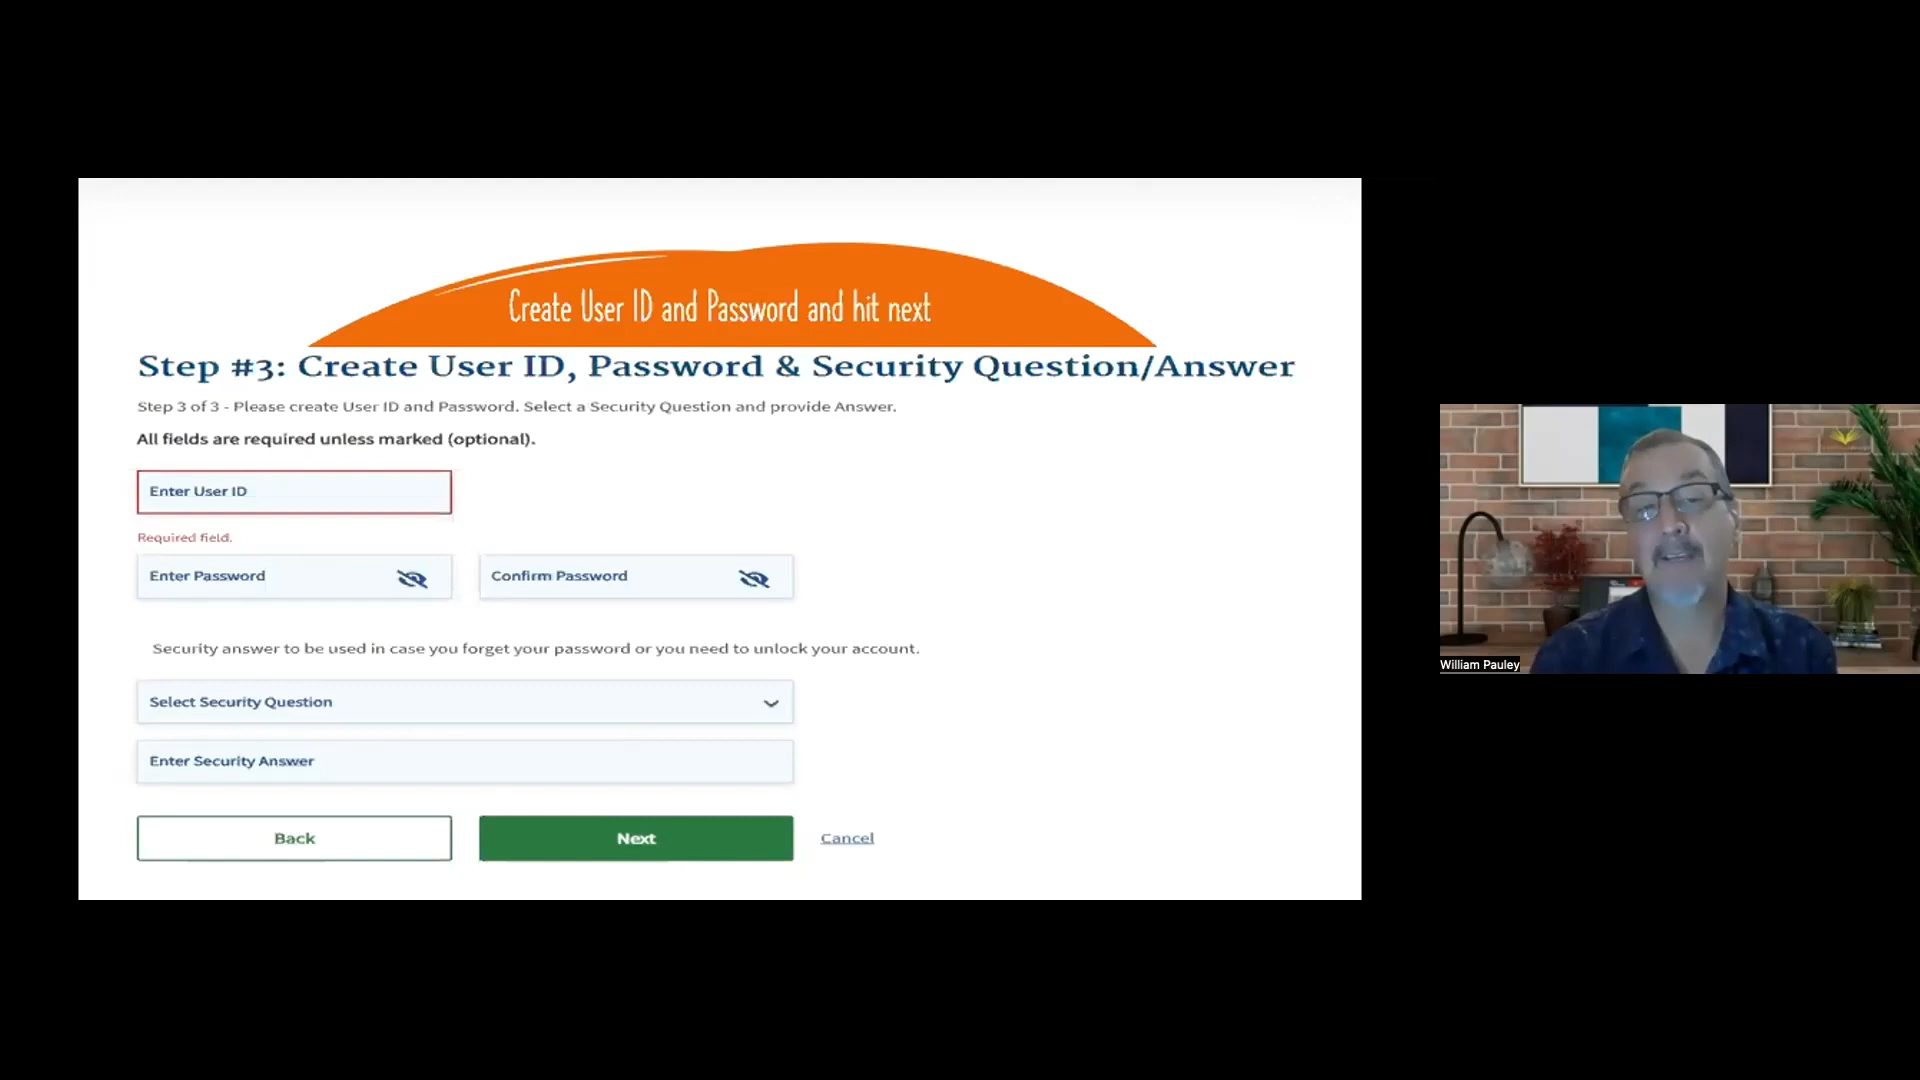 Create User ID and Password and hit next
Step #3: Create User ID, Password & Security Question/Answer
Step 3 of 3 - Please create User ID and Password. Select a Security Question and provide Answer.
All fields are required unless marked (optional).
Enter User ID
Required field.
Enter Password
Confirm Password
Security answer to be used in case you forget your password or you need to unlock your account.
Select Security Question
Enter Security Answer
Back
Next
Cancel
William Pauley